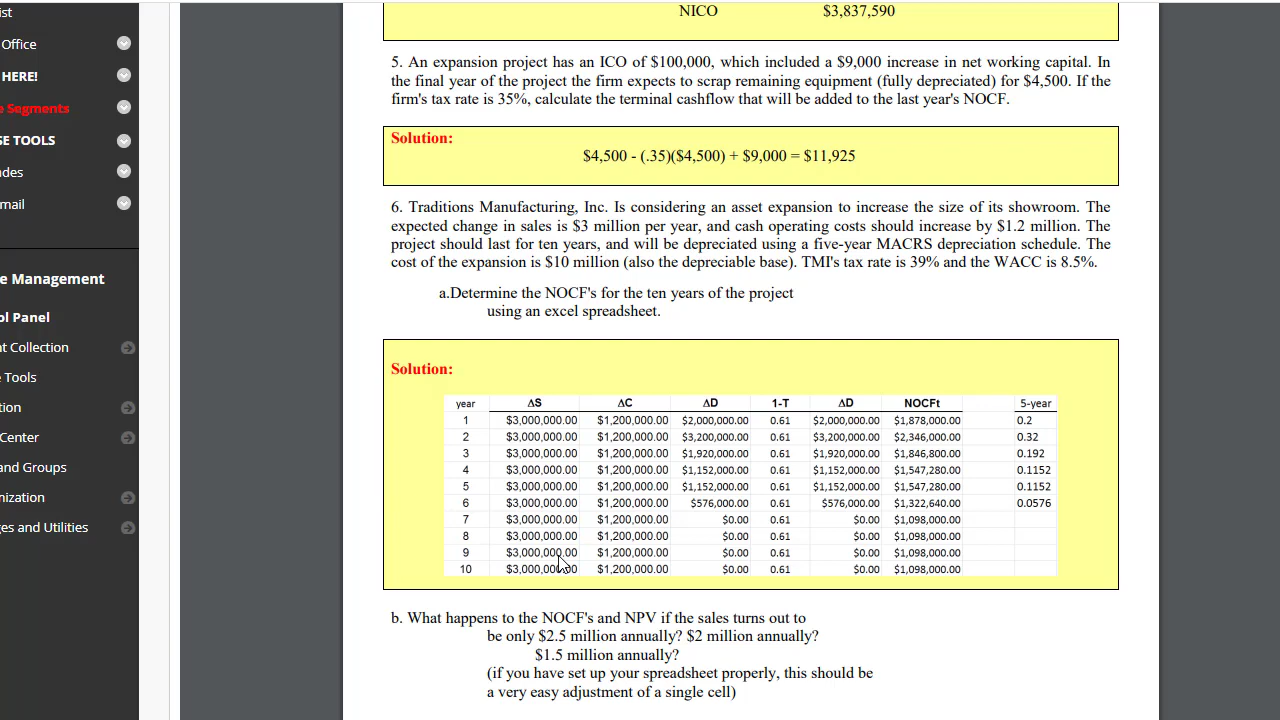 ist
Office
HERE!
e Segments
SE TOOLS
ades
mail
e Management
ol Panel
nt Collection
Tools
tion
Center
and Groups
nization
es and Utilities
NICO $3,837,590
5. An expansion project has an ICO of $100,000, which included a $9,000 increase in net working capital. In
the final year of the project the firm expects to scrap remaining equipment (fully depreciated) for $4,500. If the
firm's tax rate is 35%, calculate the terminal cashflow that will be added to the last year's NOCF.
Solution:
$4,500 - (.35)($4,500) + $9,000 = $11,925
6. Traditions Manufacturing, Inc. Is considering an asset expansion to increase the size of its showroom. The
expected change in sales is $3 million per year, and cash operating costs should increase by $1.2 million. The
project should last for ten years, and will be depreciated using a five-year MACRS depreciation schedule. The
cost of the expansion is $10 million (also the depreciable base). TMI's tax rate is 39% and the WACC is 8.5%.
a.Determine the NOCF's for the ten years of the project
using an excel spreadsheet.
Solution:
year ΔS ΔC ΔD 1-T ΔD NOCFt 5-year
1 $3,000,000.00 $1,200,000.00 $2,000,000.00 0.61 $2,000,000.00 $1,878,000.00 0.2
2 $3,000,000.00 $1,200,000.00 $3,200,000.00 0.61 $3,200,000.00 $2,346,000.00 0.32
3 $3,000,000.00 $1,200,000.00 $1,920,000.00 0.61 $1,920,000.00 $1,846,800.00 0.192
4 $3,000,000.00 $1,200,000.00 $1,152,000.00 0.61 $1,152,000.00 $1,547,280.00 0.1152
5 $3,000,000.00 $1,200,000.00 $1,152,000.00 0.61 $1,152,000.00 $1,547,280.00 0.1152
6 $3,000,000.00 $1,200,000.00 $576,000.00 0.61 $576,000.00 $1,322,640.00 0.0576
7 $3,000,000.00 $1,200,000.00 $0.00 0.61 $0.00 $1,098,000.00
8 $3,000,000.00 $1,200,000.00 $0.00 0.61 $0.00 $1,098,000.00
9 $3,000,000.00 $1,200,000.00 $0.00 0.61 $0.00 $1,098,000.00
10 $3,000,000.00 $1,200,000.00 $0.00 0.61 $0.00 $1,098,000.00
b. What happens to the NOCF's and NPV if the sales turns out to
be only $2.5 million annually? $2 million annually?
$1.5 million annually?
(if you have set up your spreadsheet properly, this should be
a very easy adjustment of a single cell)